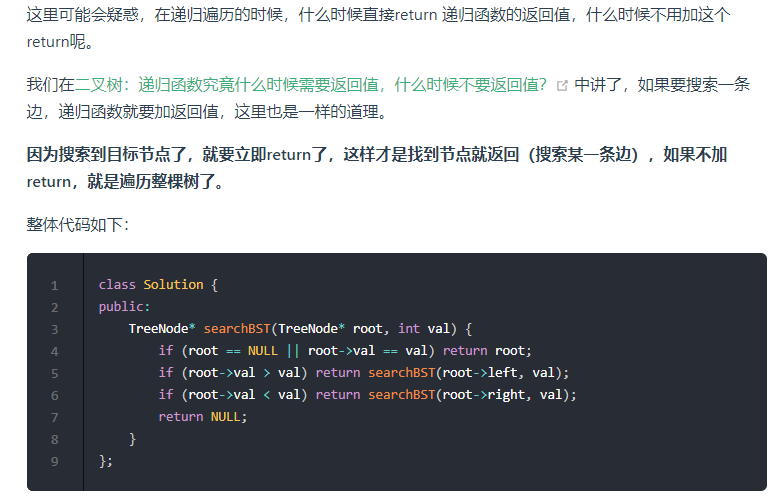 这里可能会疑惑，在递归遍历的时候，什么时候直接return 递归函数的返回值，什么时候不用加这个
return呢。
我们在二叉树：递归函数究竟什么时候需要返回值，什么时候不要返回值？ 中讲了，如果要搜索一条
边，递归函数就要加返回值，这里也是一样的道理。
因为搜索到目标节点了，就要立即return了，这样才是找到节点就返回（搜索某一条边），如果不加
return，就是遍历整棵树了。
整体代码如下：
1 class Solution {
2 public:
3     TreeNode* searchBST(TreeNode* root, int val) {
4         if (root == NULL || root->val == val) return root;
5         if (root->val > val) return searchBST(root->left, val);
6         if (root->val < val) return searchBST(root->right, val);
7         return NULL;
8     }
9 };